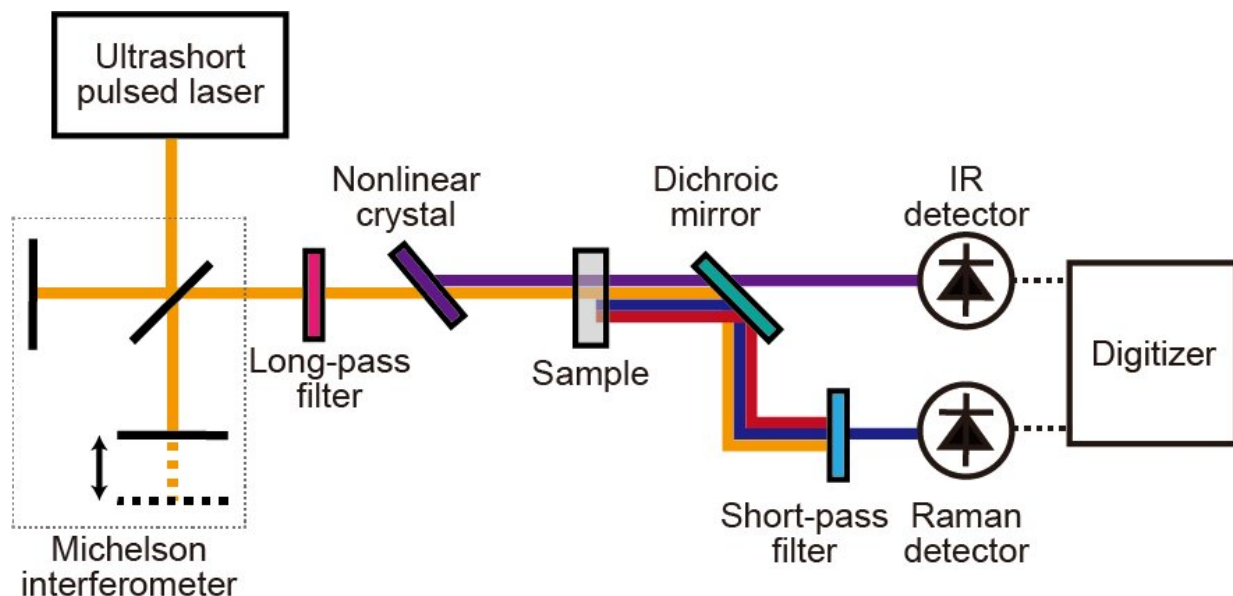 Ultrashort
pulsed laser
Nonlinear
crystal
Dichroic
mirror
IR
detector
Long-pass
filter
Sample
Digitizer
Short-pass
filter
Raman
detector
Michelson
interferometer